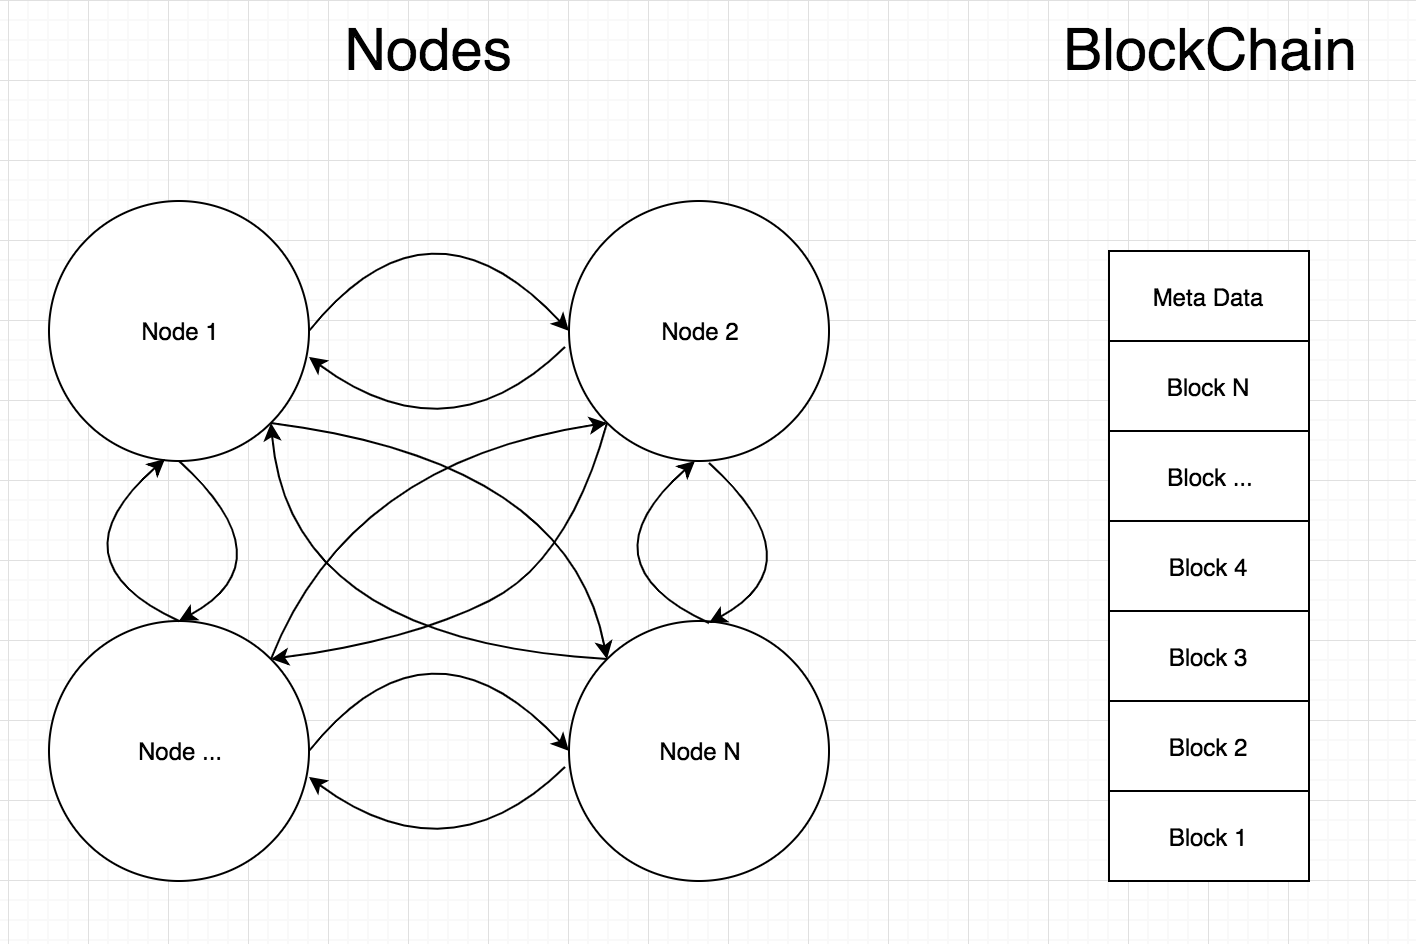 Nodes
BlockChain
Node 1
Node 2
Node ...
Node N
Meta Data
Block N
Block ...
Block 4
Block 3
Block 2
Block 1